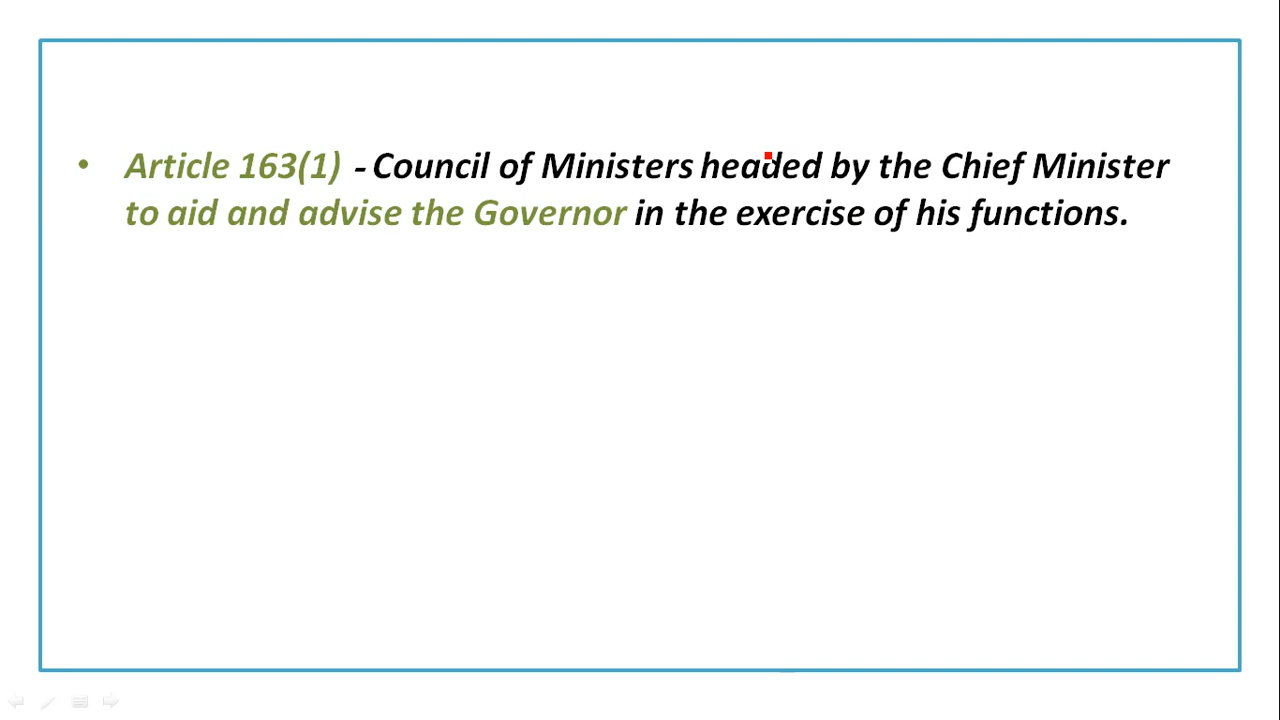 • Article 163(1) - Council of Ministers headed by the Chief Minister
to aid and advise the Governor in the exercise of his functions.